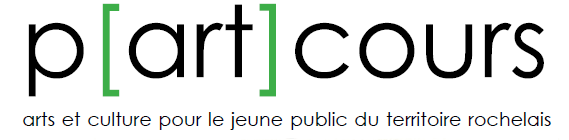 p[art]cours
arts et culture pour le jeune public du territoire rochelais